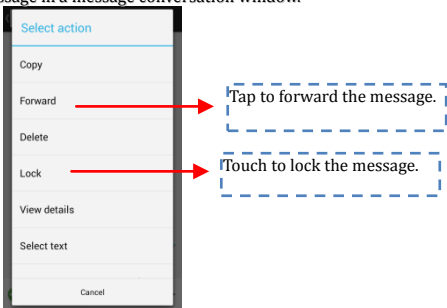 ssage in a message conversation window.
Select action
Copy
Forward
Tap to forward the message.
Delete
Lock
Touch to lock the message.
View details
Select text
Cancel